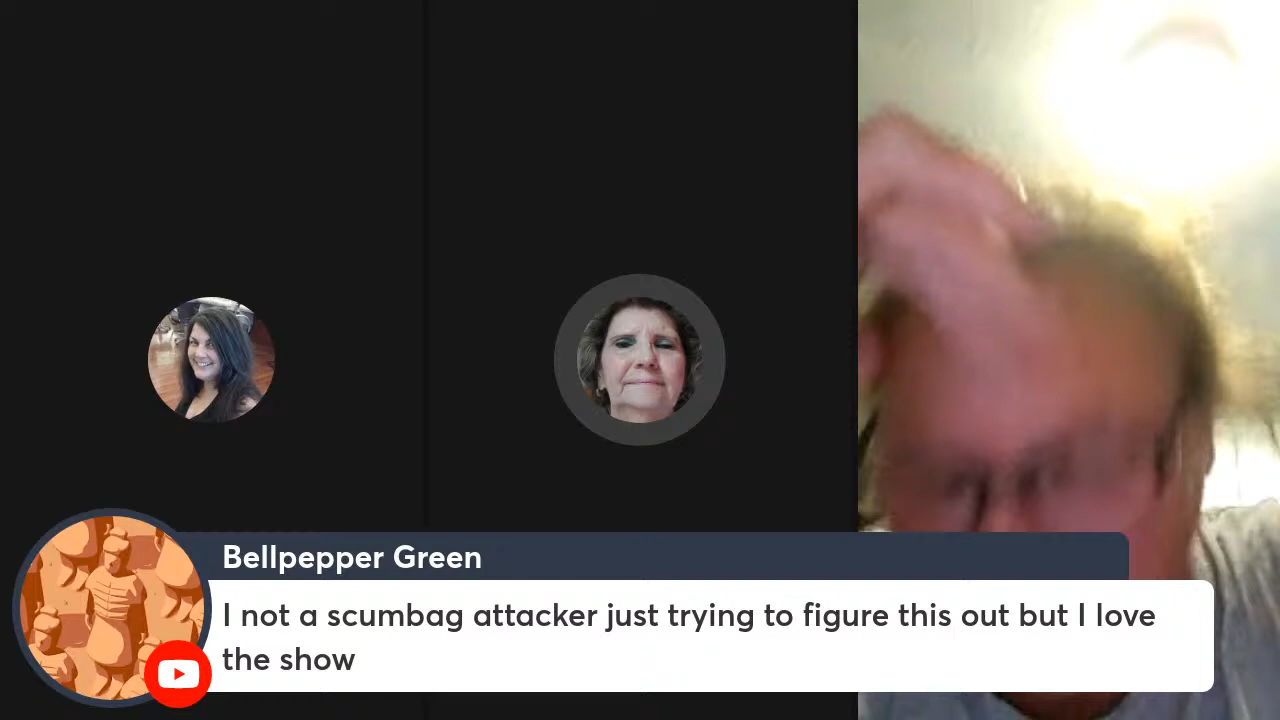 Bellpepper Green
I not a scumbag attacker just trying to figure this out but I love
the show